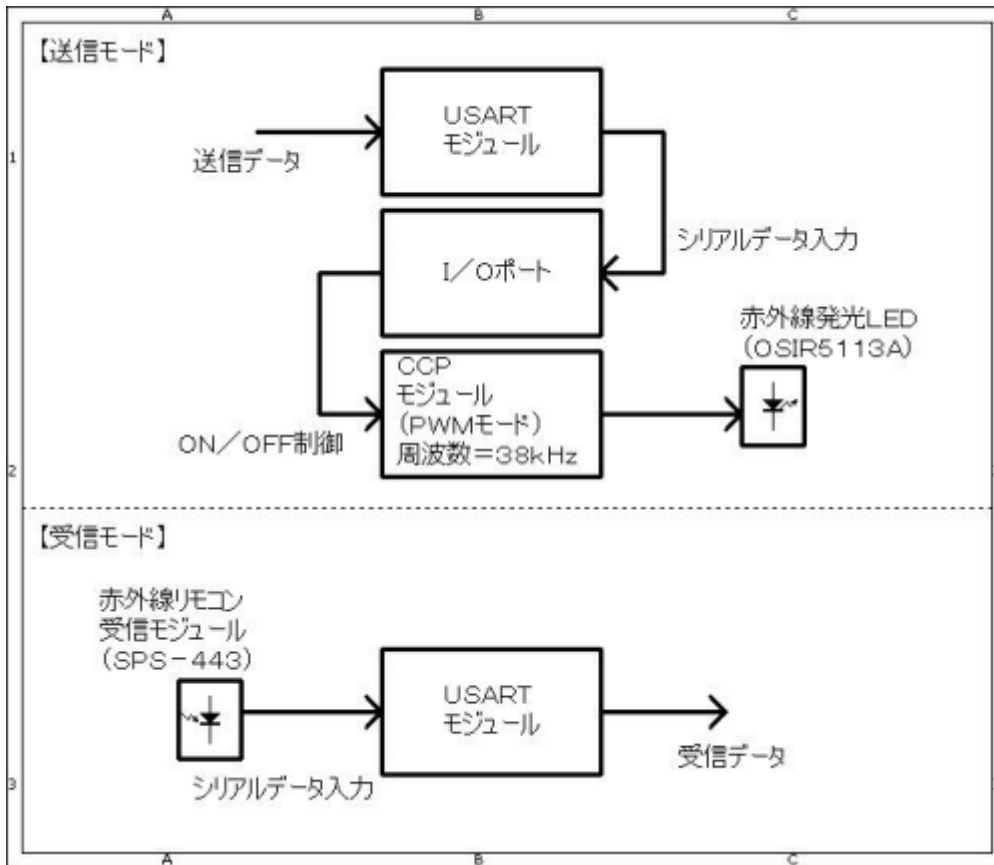 A B C
【送信モード】
USART
モジュール
1
送信データ
シリアルデータ入力
I/Oポート
赤外線発光LED
(OSIR5113A)
CCP
モジュール
(PWMモード)
周波数=38kHz
ON/OFF制御
2
【受信モード】
赤外線リモコン
受信モジュール
(SPS-443)
USART
モジュール
受信データ
シリアルデータ入力
3
A B C